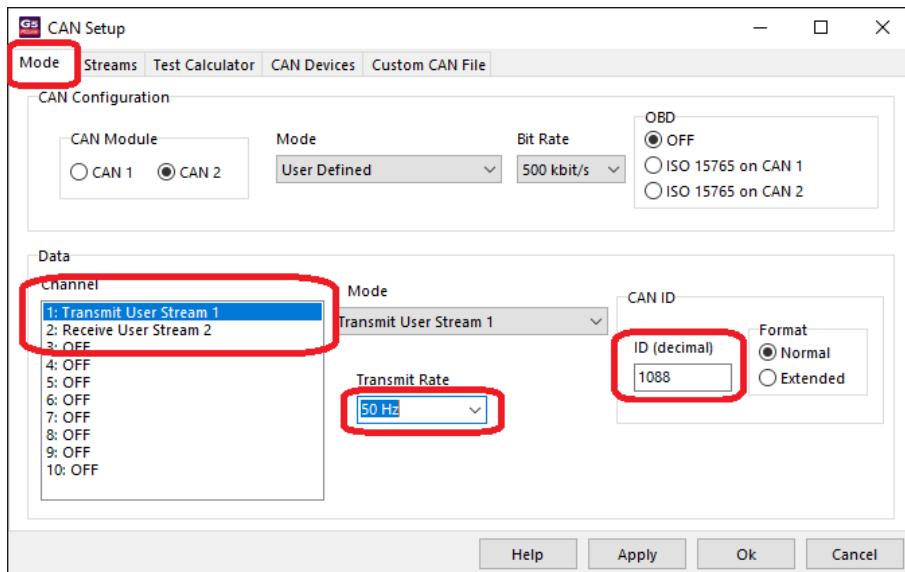 G5 CAN Setup
Mode Streams Test Calculator CAN Devices Custom CAN File
CAN Configuration
CAN Module
CAN 1 CAN 2
Mode
User Defined
Bit Rate
500 kbit/s
OBD
OFF
ISO 15765 on CAN 1
ISO 15765 on CAN 2
Data
Channel
1: Transmit User Stream 1
2: Receive User Stream 2
3: OFF
4: OFF
5: OFF
6: OFF
7: OFF
8: OFF
9: OFF
10: OFF
Mode
Transmit User Stream 1
Transmit Rate
50 Hz
CAN ID
ID (decimal)
1088
Format
Normal
Extended
Help Apply Ok Cancel